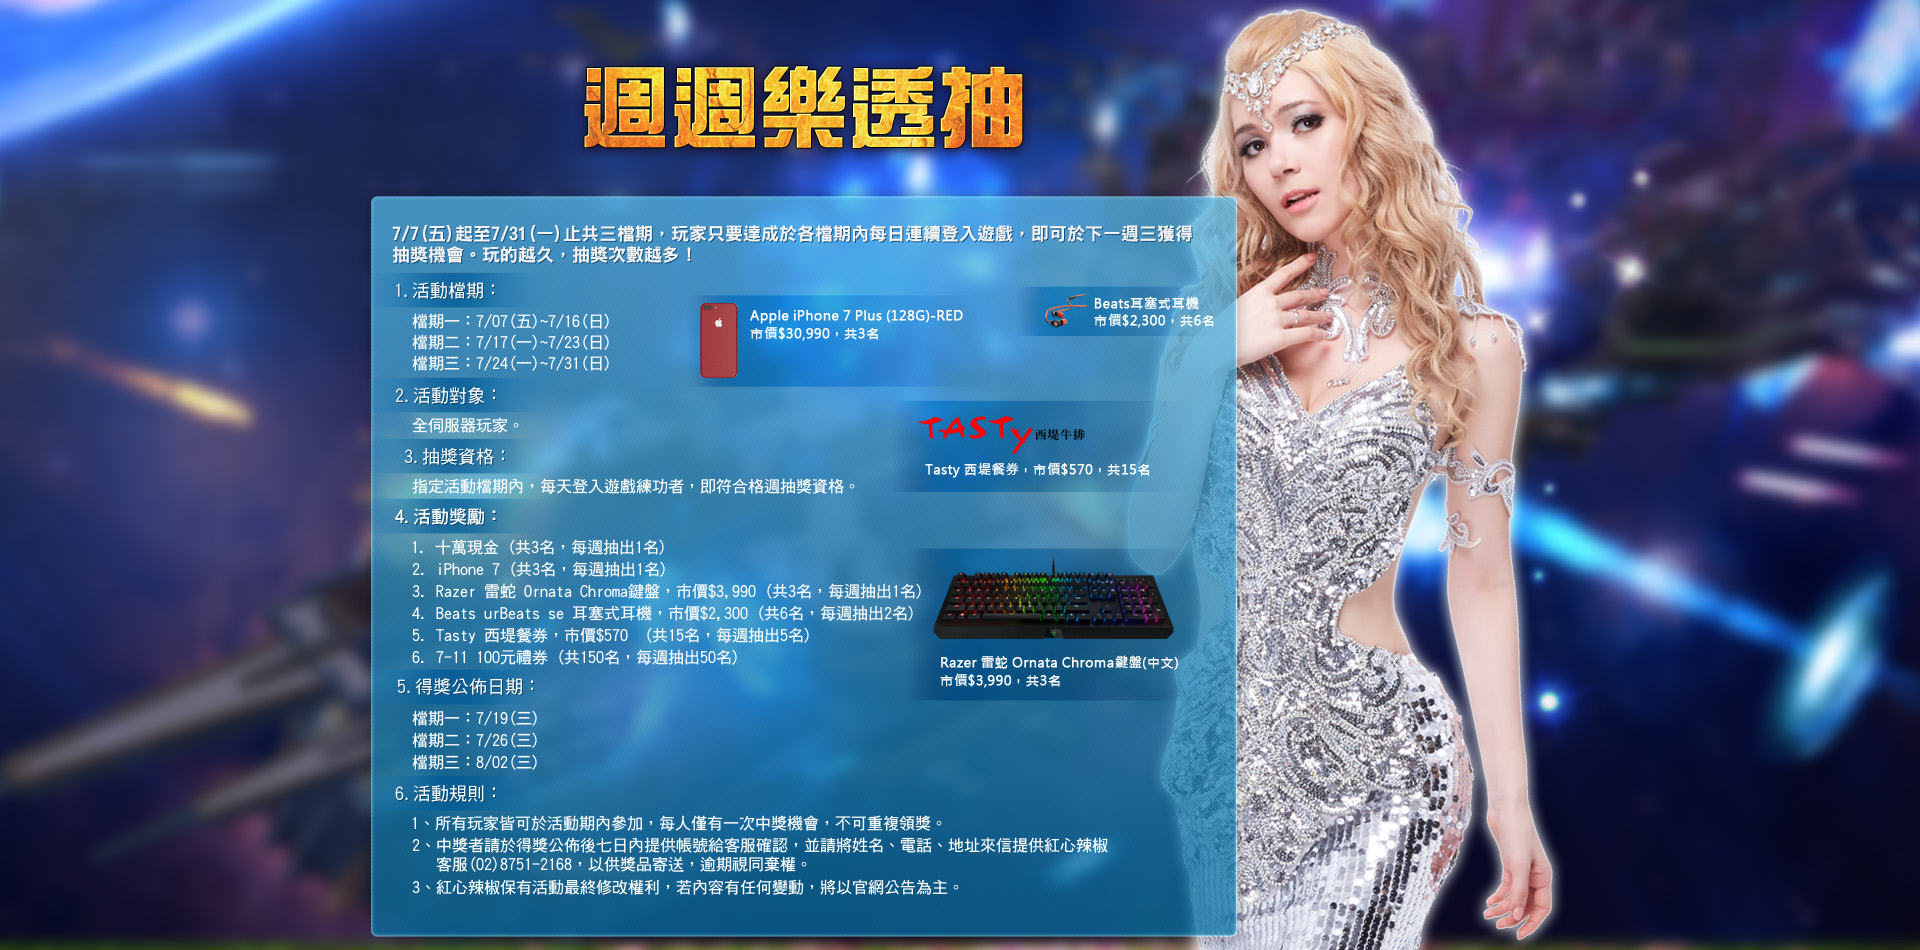 週週樂透抽
7/7(五)起至7/31(一)止共三檔期，玩家只要達成於各檔期內每日連續登入遊戲，即可於下一週三獲得
抽獎機會。玩的越久，抽獎次數越多！
1.活動檔期：
檔期一：7/07(五)~7/16(日)
檔期二：7/17(一)~7/23(日)
檔期三：7/24(一)~7/31(日)
Apple iPhone 7 Plus (128G)-RED
市價$30,990，共3名
Beats耳塞式耳機
市價$2,300，共6名
2.活動對象：
全伺服器玩家。
TASTy 西堤牛排
Tasty 西堤餐券，市價$570，共15名
3.抽獎資格：
指定活動檔期內，每天登入遊戲練功者，即符合格週抽獎資格。
4.活動獎勵：
1. 十萬現金 (共3名，每週抽出1名)
2. iPhone 7 (共3名，每週抽出1名)
3. Razer 雷蛇 Ornata Chroma鍵盤，市價$3,990 (共3名，每週抽出1名)
4. Beats urBeats se 耳塞式耳機，市價$2,300 (共6名，每週抽出2名)
5. Tasty 西堤餐券，市價$570 (共15名，每週抽出5名)
6. 7-11 100元禮券 (共150名，每週抽出50名)
Razer 雷蛇 Ornata Chroma鍵盤(中文)
市價$3,990，共3名
5.得獎公佈日期：
檔期一：7/19(三)
檔期二：7/26(三)
檔期三：8/02(三)
6.活動規則：
1、所有玩家皆可於活動期內參加，每人僅有一次中獎機會，不可重複領獎。
2、中獎者請於得獎公佈後七日內提供帳號給客服確認，並請將姓名、電話、地址來信提供紅心辣椒
客服(02)8751-2168，以供獎品寄送，逾期視同棄權。
3、紅心辣椒保有活動最終修改權利，若內容有任何變動，將以官網公告為主。